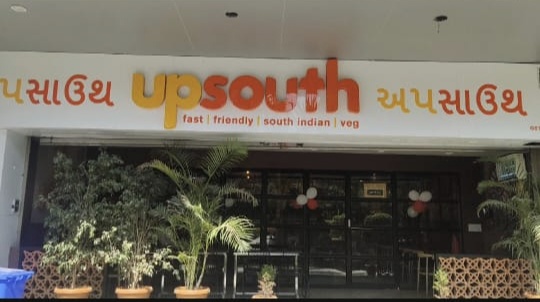 પસાઉથ upsouth અપસાઉથ
fast | friendly | south indian | veg